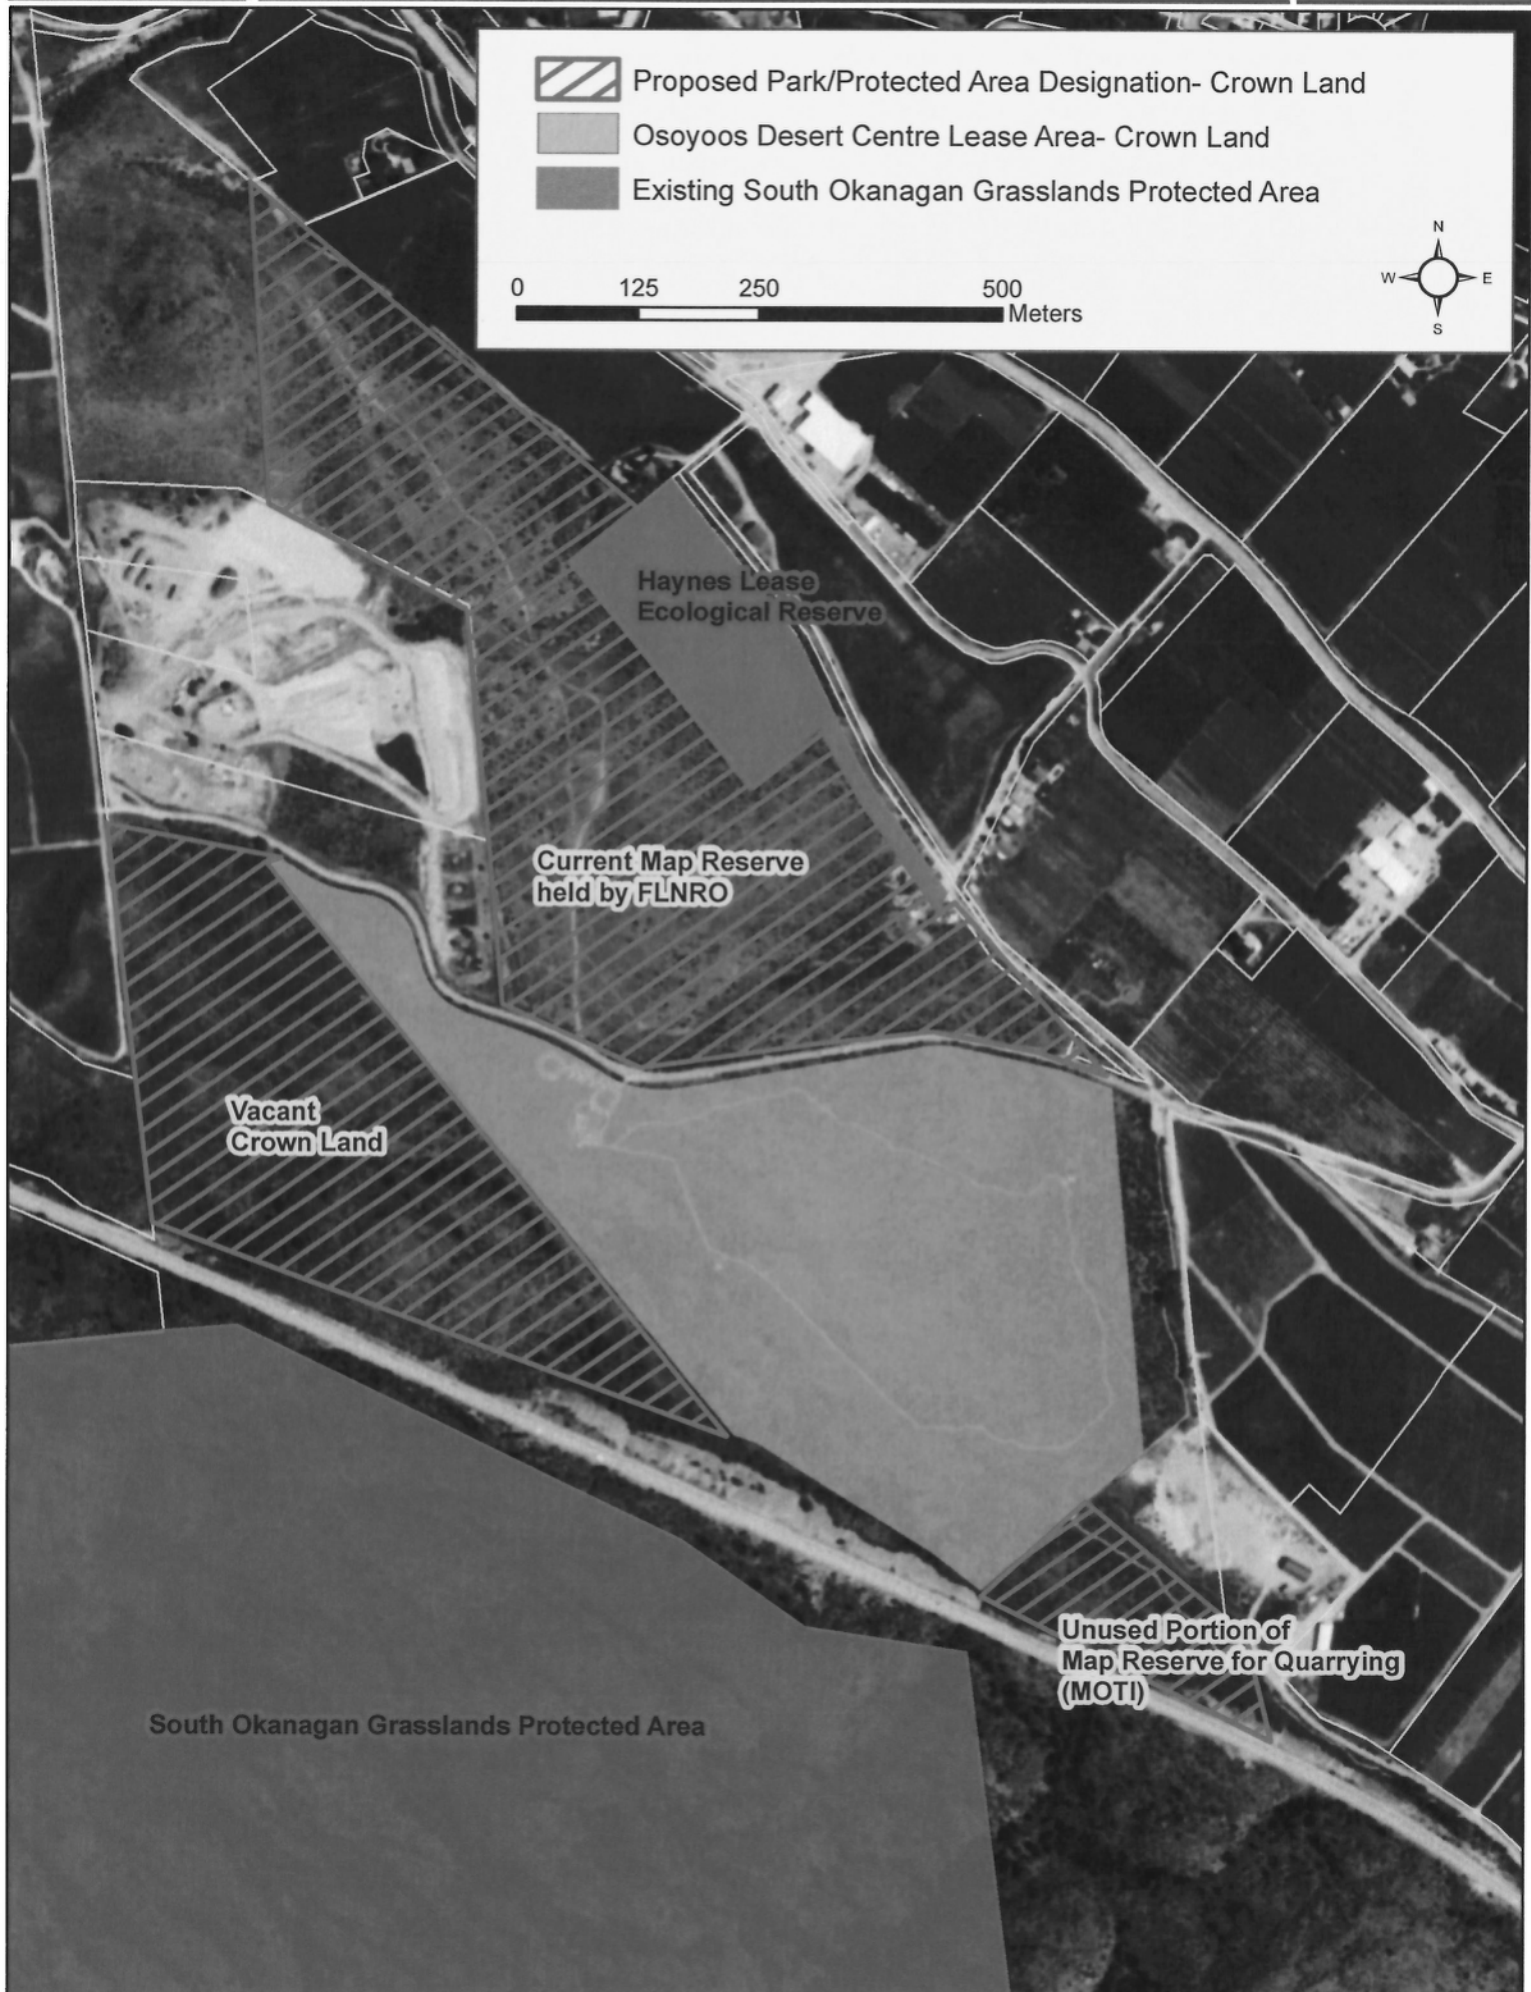 Proposed Park/Protected Area Designation- Crown Land
Osoyoos Desert Centre Lease Area- Crown Land
Existing South Okanagan Grasslands Protected Area
N
W E
S
0 125 250 500
Meters
Haynes Lease
Ecological Reserve
Current Map Reserve
held by FLNRO
Vacant
Crown Land
Unused Portion of
Map Reserve for Quarrying
(MOTI)
South Okanagan Grasslands Protected Area